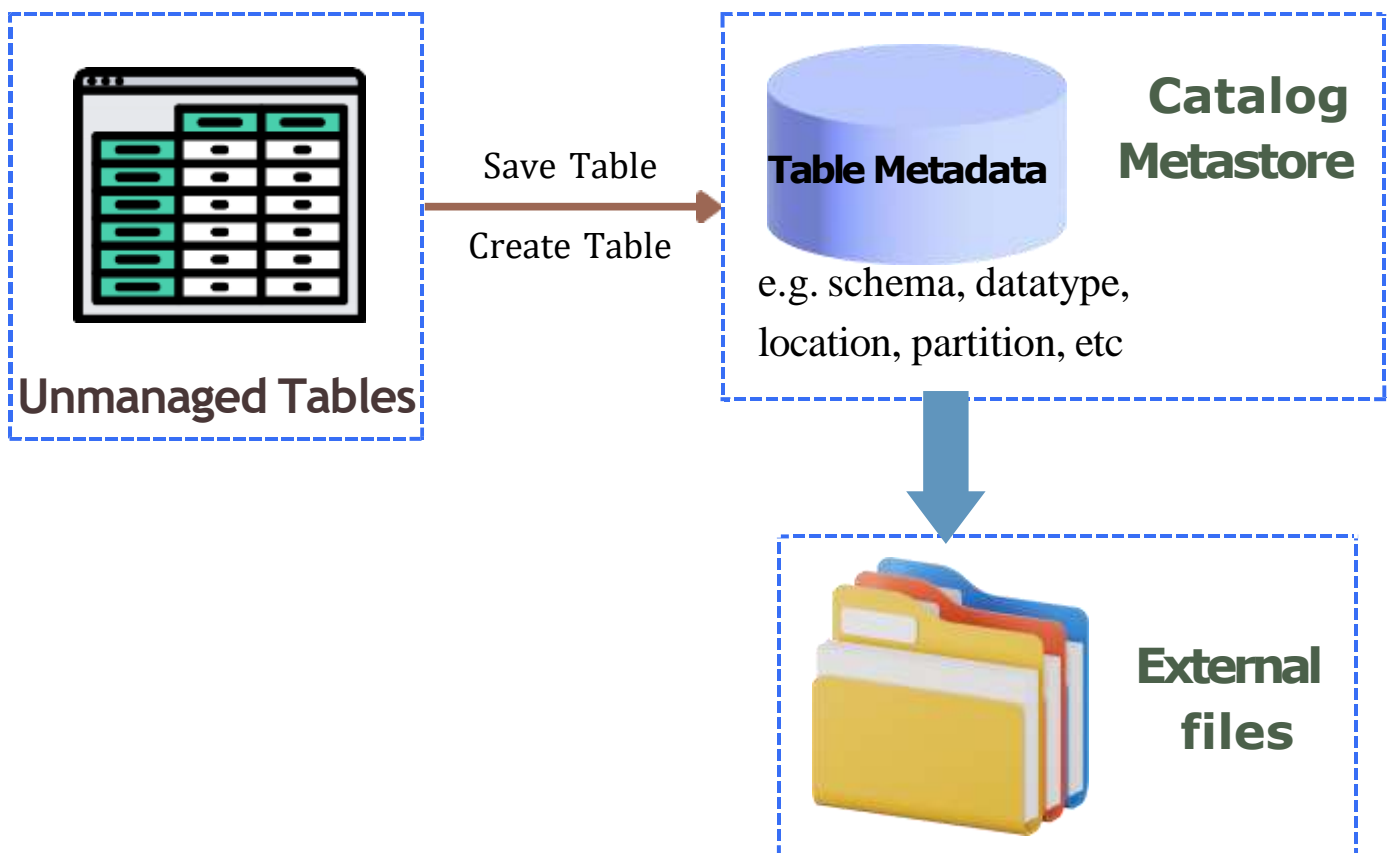 Unmanaged Tables
Save Table
Create Table
Table Metadata
Catalog
Metastore
e.g. schema, datatype,
location, partition, etc
External
files